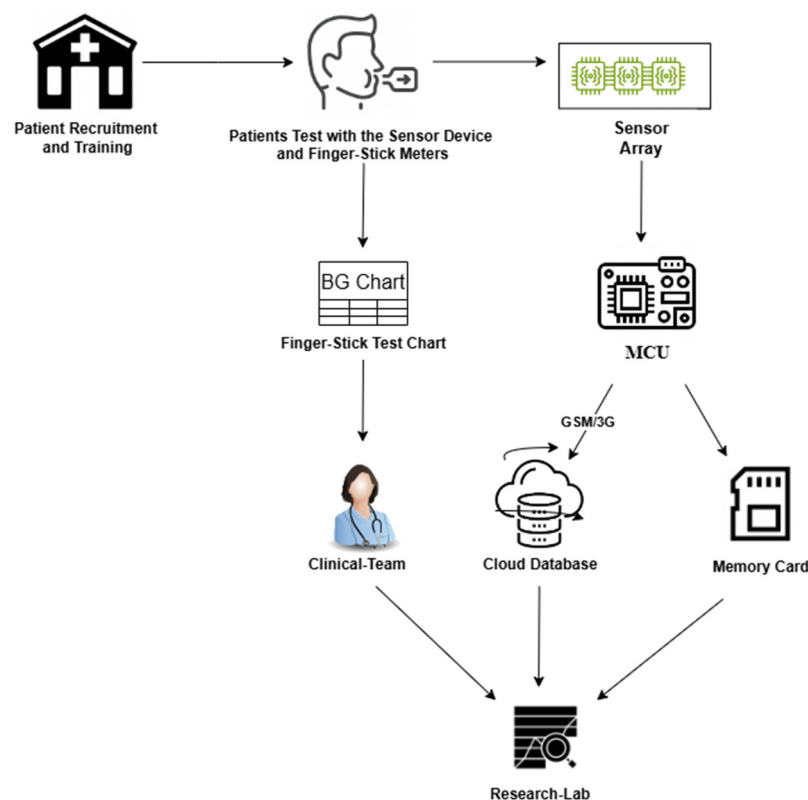 Patient Recruitment
and Training
Patients Test with the Sensor Device
and Finger-Stick Meters
Sensor
Array
BG Chart
Finger-Stick Test Chart
MCU
GSM/3G
Clinical-Team
Cloud Database
Memory Card
Research-Lab